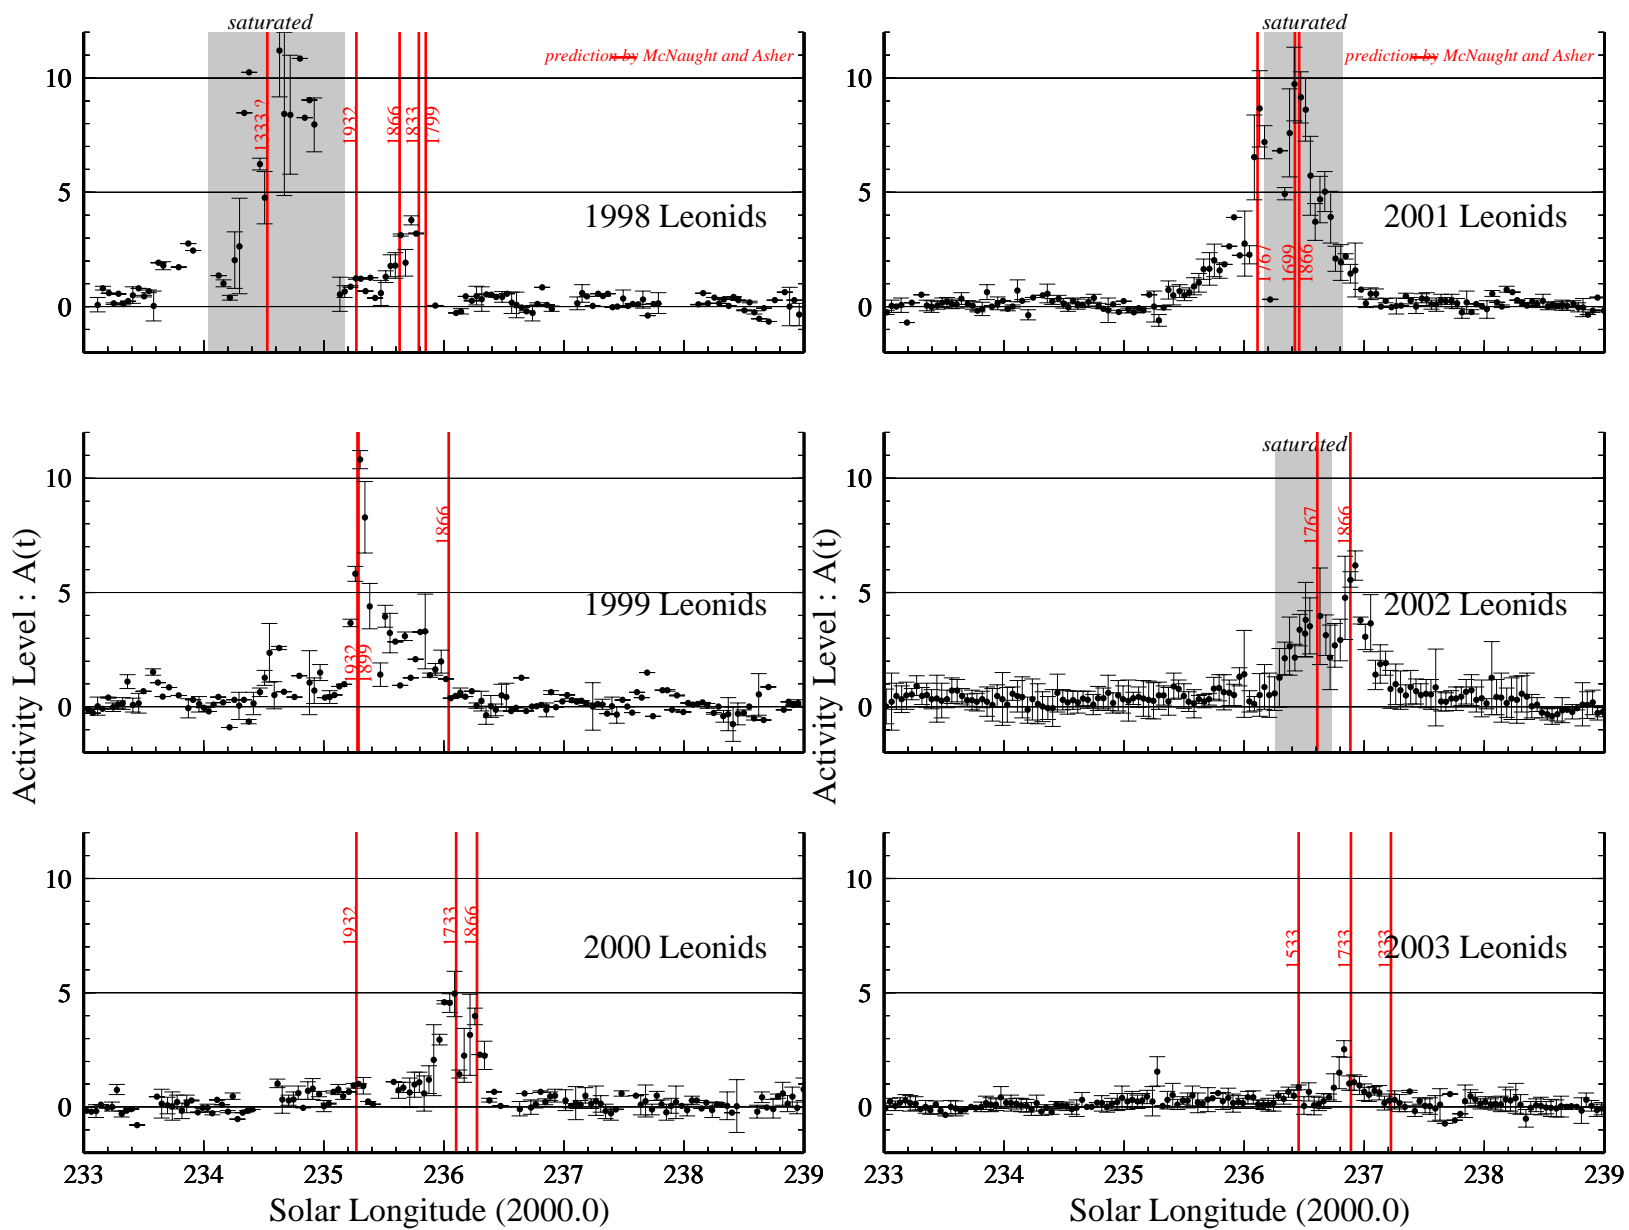 saturated
prediction by McNaught and Asher
10
5
0
1333 ?
1932
1866
1833
1799
1998 Leonids
saturated
prediction by McNaught and Asher
10
5
0
1767
1699
1866
2001 Leonids
Activity Level : A(t)
10
5
0
1932
1899
1866
1999 Leonids
Activity Level : A(t)
saturated
10
5
0
1767
1866
2002 Leonids
10
5
0
1932
1733
1866
2000 Leonids
233 234 235 236 237 238 239
Solar Longitude (2000.0)
10
5
0
1533
1733
1333
2003 Leonids
233 234 235 236 237 238 239
Solar Longitude (2000.0)